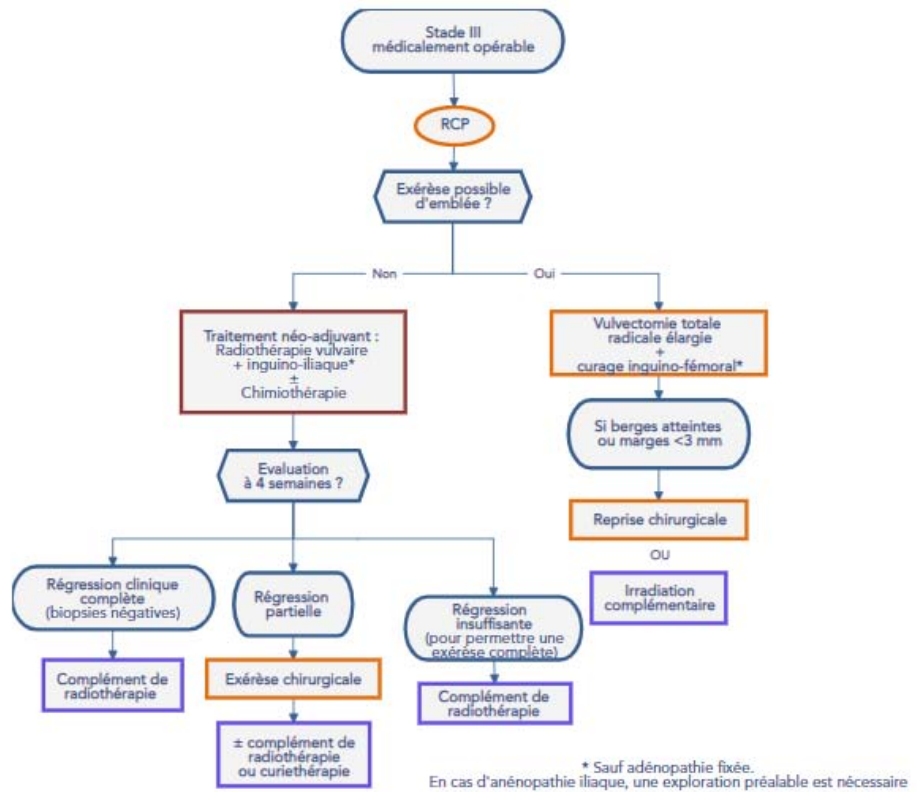 Stade III
médicalement opérable
RCP
Exérèse possible
d'emblée ?
Non
Oui
Traitement néo-adjuvant :
Radiothérapie vulvaire
+ inguino-iliaque*
±
Chimiothérapie
Vulvectomie totale
radicale élargie
+
curage inguino-fémoral*
Si berges atteintes
ou marges <3 mm
Evaluation
à 4 semaines ?
Reprise chirurgicale
OU
Irradiation
complémentaire
Régression clinique
complète
(biopsies négatives)
Régression
partielle
Régression
insuffisante
(pour permettre une
exérèse complète)
Complément de
radiothérapie
Exérèse chirurgicale
Complément de
radiothérapie
± complément de
radiothérapie
ou curiethérapie
* Sauf adénopathie fixée.
En cas d'anénopathie iliaque, une exploration préalable est nécessaire